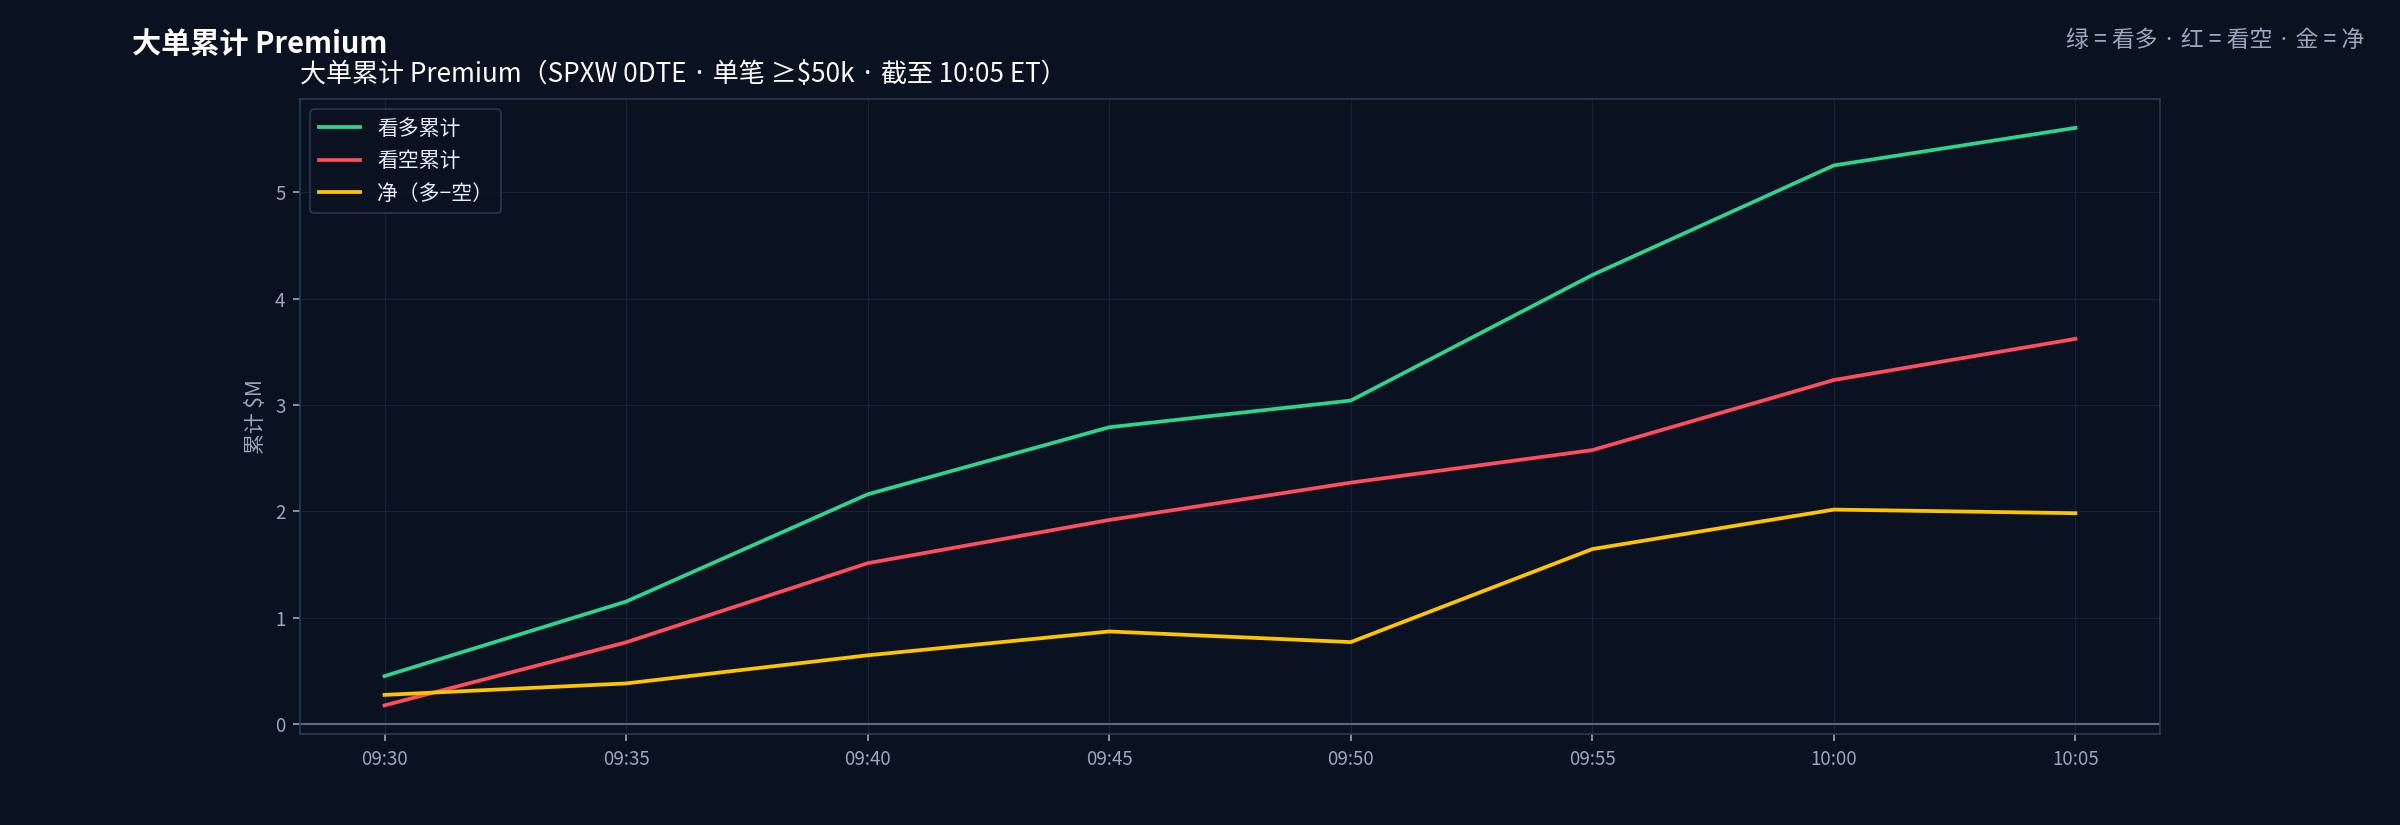 大单累计 Premium
绿 = 看多 · 红 = 看空 · 金 = 净
大单累计 Premium（SPXW 0DTE · 单笔 ≥$50k · 截至 10:05 ET）
看多累计
看空累计
净（多−空）
累计 $M
5
4
3
2
1
0
09:30 09:35 09:40 09:45 09:50 09:55 10:00 10:05